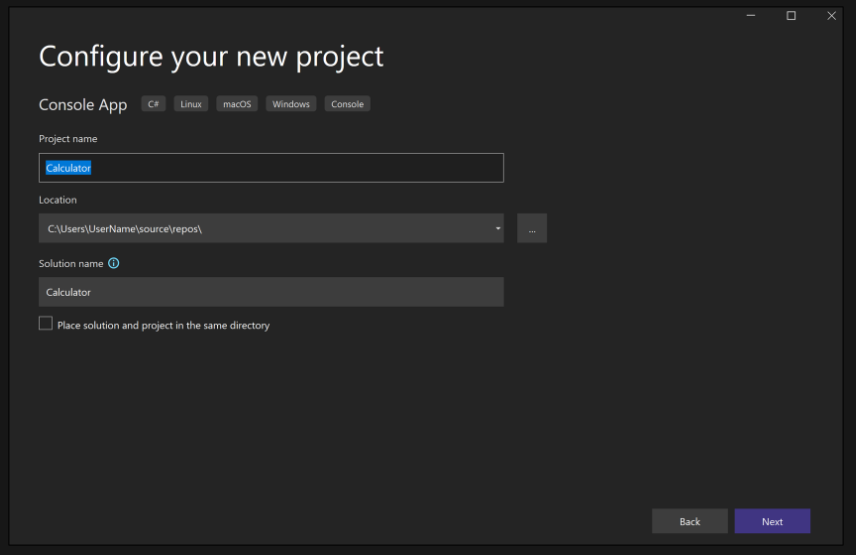 Configure your new project
Console App C# Linux macOS Windows Console
Project name
Calculator
Location
C:\Users\UserName\source\repos\
...
Solution name
Calculator
Place solution and project in the same directory
Back Next